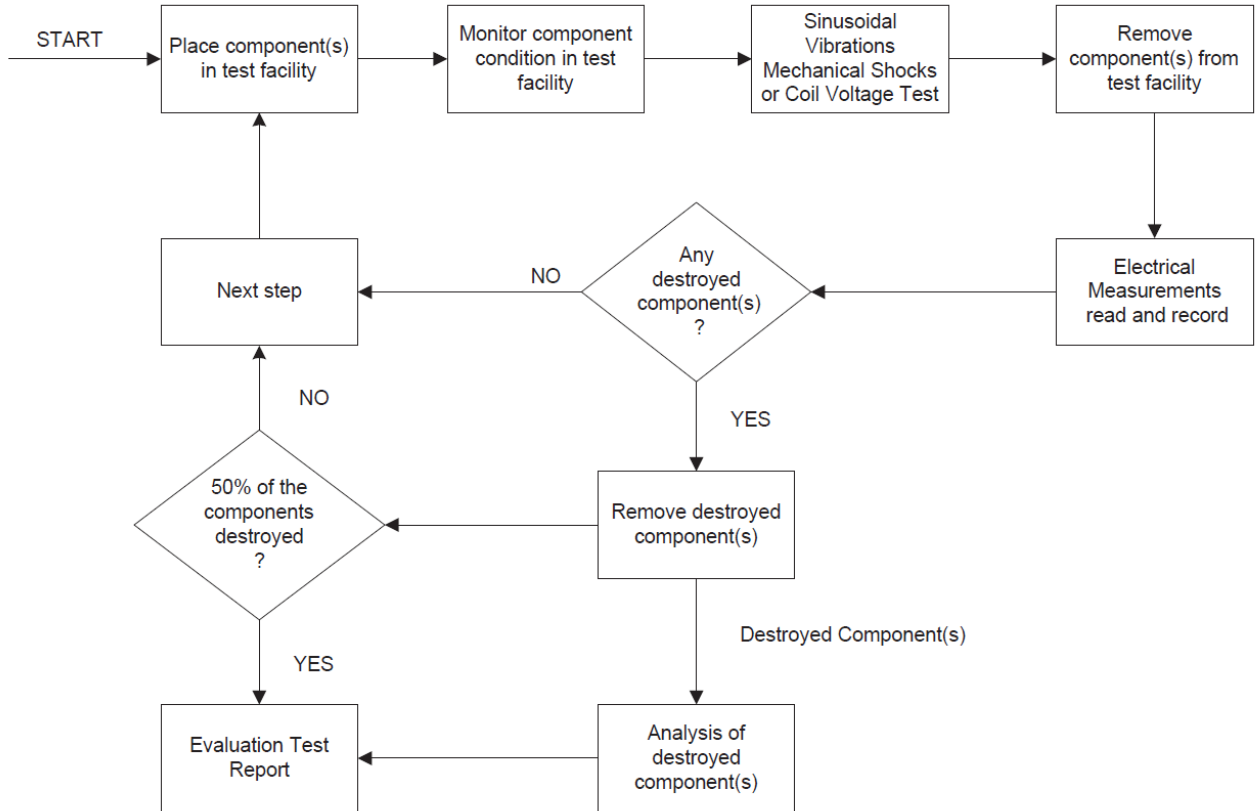 START
Place component(s)
in test facility
Monitor component
condition in test
facility
Sinusoidal
Vibrations
Mechanical Shocks
or Coil Voltage Test
Remove
component(s) from
test facility
Electrical
Measurements
read and record
Any
destroyed
component(s)
?
NO
Next step
YES
Remove destroyed
component(s)
50% of the
components
destroyed
?
NO
YES
Destroyed Component(s)
Analysis of
destroyed
component(s)
Evaluation Test
Report